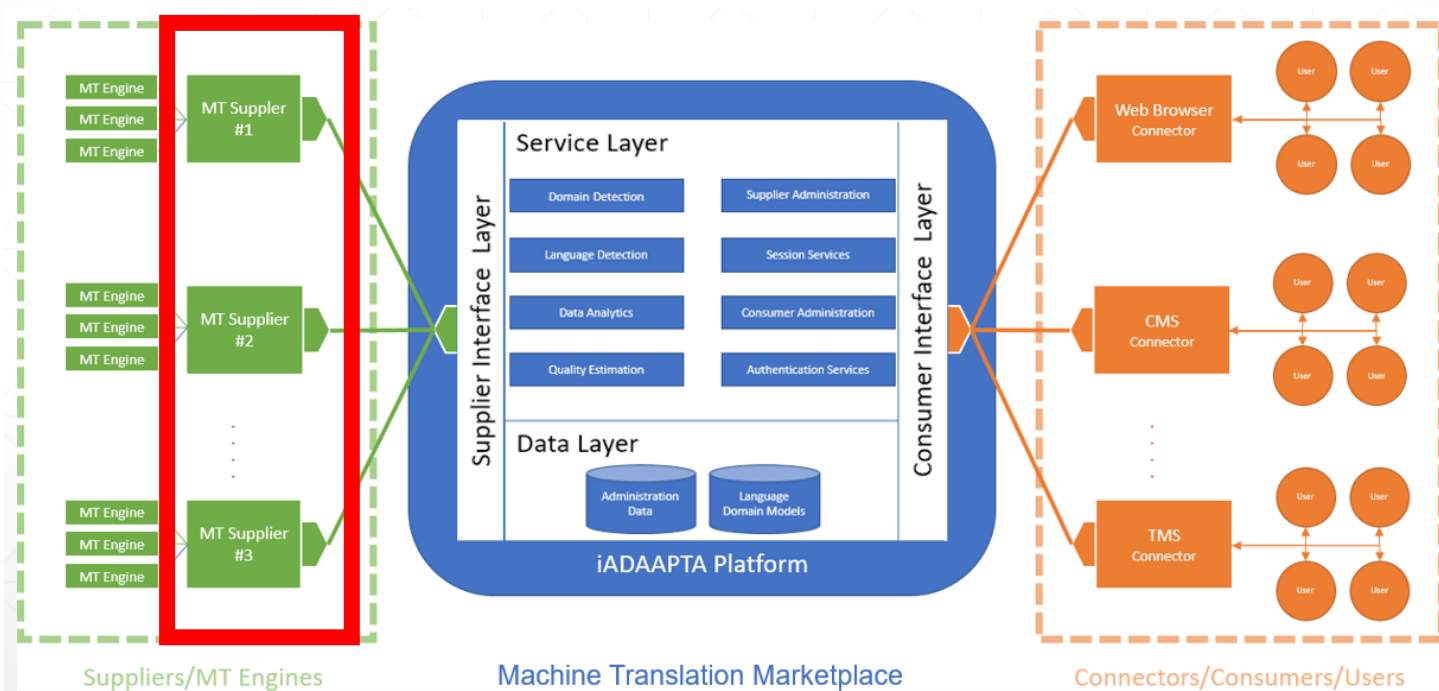 MT Engine
MT Engine
MT Engine
MT Suppler
#1
MT Engine
MT Engine
MT Engine
MT Supplier
#2
MT Engine
MT Engine
MT Engine
MT Supplier
#3
Suppliers/MT Engines
Supplier Interface Layer
Service Layer
Domain Detection
Supplier Administration
Language Detection
Session Services
Data Analytics
Consumer Administration
Quality Estimation
Authentication Services
Data Layer
Administration
Data
Language
Domain Models
Consumer Interface Layer
iADAAPTA Platform
Machine Translation Marketplace
Web Browser
Connector
User
User
User
User
CMS
Connector
User
User
User
User
TMS
Connector
User
User
User
User
Connectors/Consumers/Users